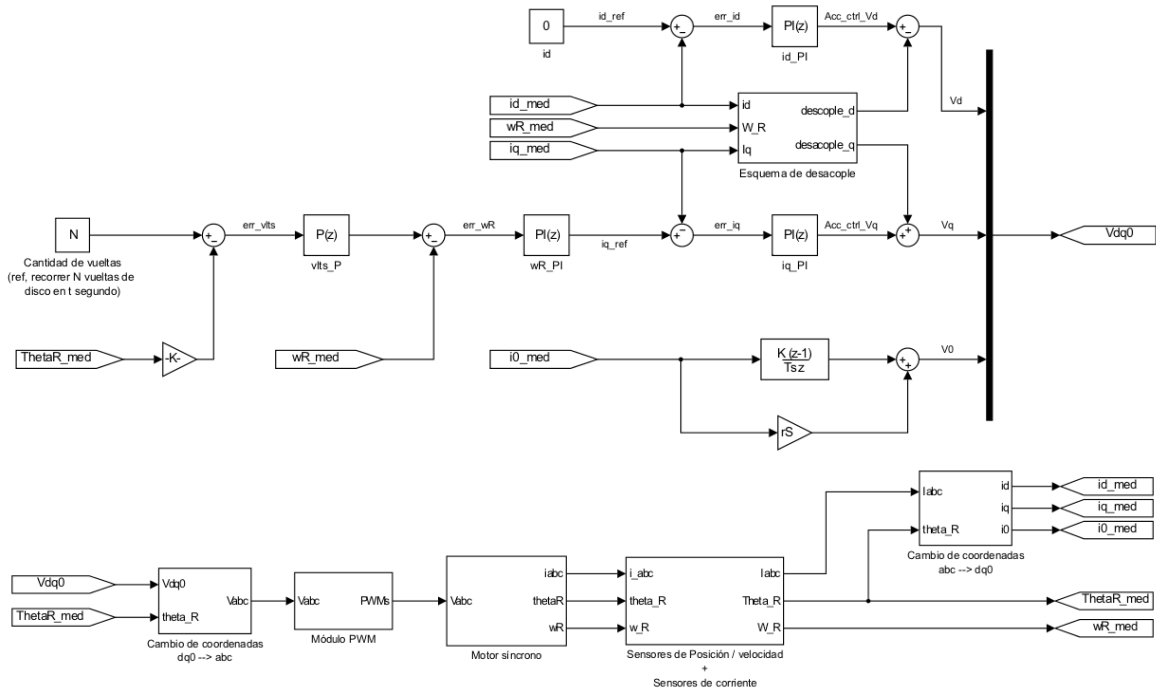 0
id
id_ref
+
-
err_id
PI(z)
id_PI
Acc_ctrl_Vd
+
-
Vd
id_med
wR_med
iq_med
id
W_R
Iq
descople_d
desacople_q
Esquema de desacople
N
Cantidad de vueltas
(ref, recorrer N vueltas de
disco en t segundo)
+
-
err_vlts
P(z)
vlts_P
+
-
err_wR
PI(z)
wR_PI
iq_ref
+
-
err_iq
PI(z)
iq_PI
Acc_ctrl_Vq
+
+
Vq
Vdq0
ThetaR_med
-K-
wR_med
i0_med
K (z-1)
Tsz
+
+
V0
rS
Vdq0
ThetaR_med
Vdq0
theta_R
Vabc
Cambio de coordenadas
dq0 --> abc
Vabc
PWMs
Módulo PWM
Vabc
iabc
thetaR
wR
Motor síncrono
i_abc
theta_R
w_R
Iabc
Theta_R
W_R
Sensores de Posición / velocidad
+
Sensores de corriente
Iabc
theta_R
id
iq
i0
Cambio de coordenadas
abc --> dq0
id_med
iq_med
i0_med
ThetaR_med
wR_med